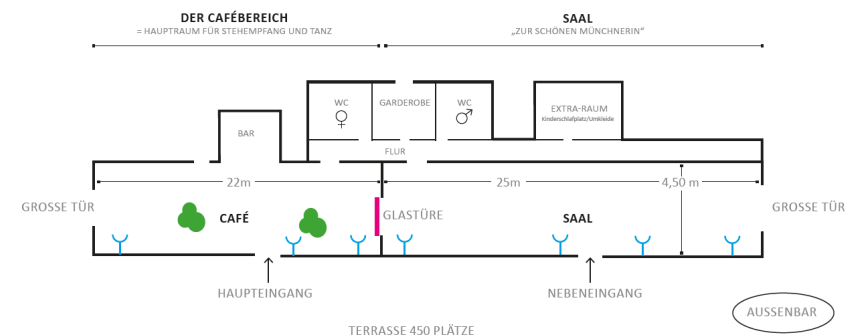 DER CAFÉBEREICH
= HAUPTRAUM FÜR STEHEMPFANG UND TANZ
SAAL
„ZUR SCHÖNEN MÜNCHNERIN“
WC
GARDEROBE
WC
EXTRA-RAUM
Kinderschlafplatz/Umkleide
BAR
FLUR
22m
25m
4,50 m
GROSSE TÜR
CAFÉ
GLASTÜRE
SAAL
GROSSE TÜR
HAUPTEINGANG
NEBENEINGANG
AUSSENBAR
TERRASSE 450 PLÄTZE